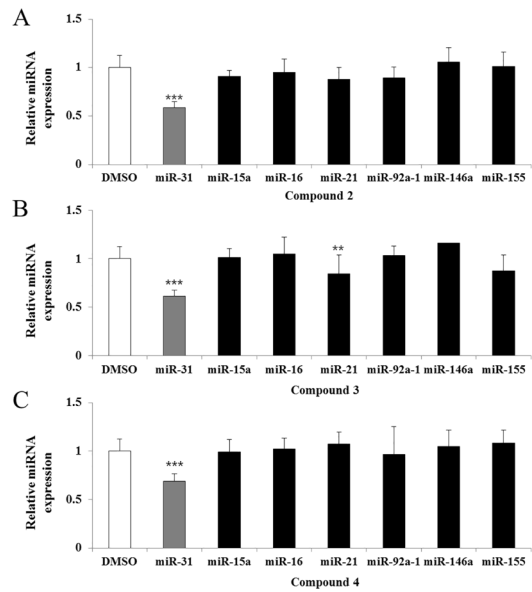 A
Relative miRNA
expression
1.5
1
0.5
0
***
DMSO miR-31 miR-15a miR-16 miR-21 miR-92a-1 miR-146a miR-155
Compound 2
B
Relative miRNA
expression
1.5
1
0.5
0
***
**
DMSO miR-31 miR-15a miR-16 miR-21 miR-92a-1 miR-146a miR-155
Compound 3
C
Relative miRNA
expression
1.5
1
0.5
0
***
DMSO miR-31 miR-15a miR-16 miR-21 miR-92a-1 miR-146a miR-155
Compound 4